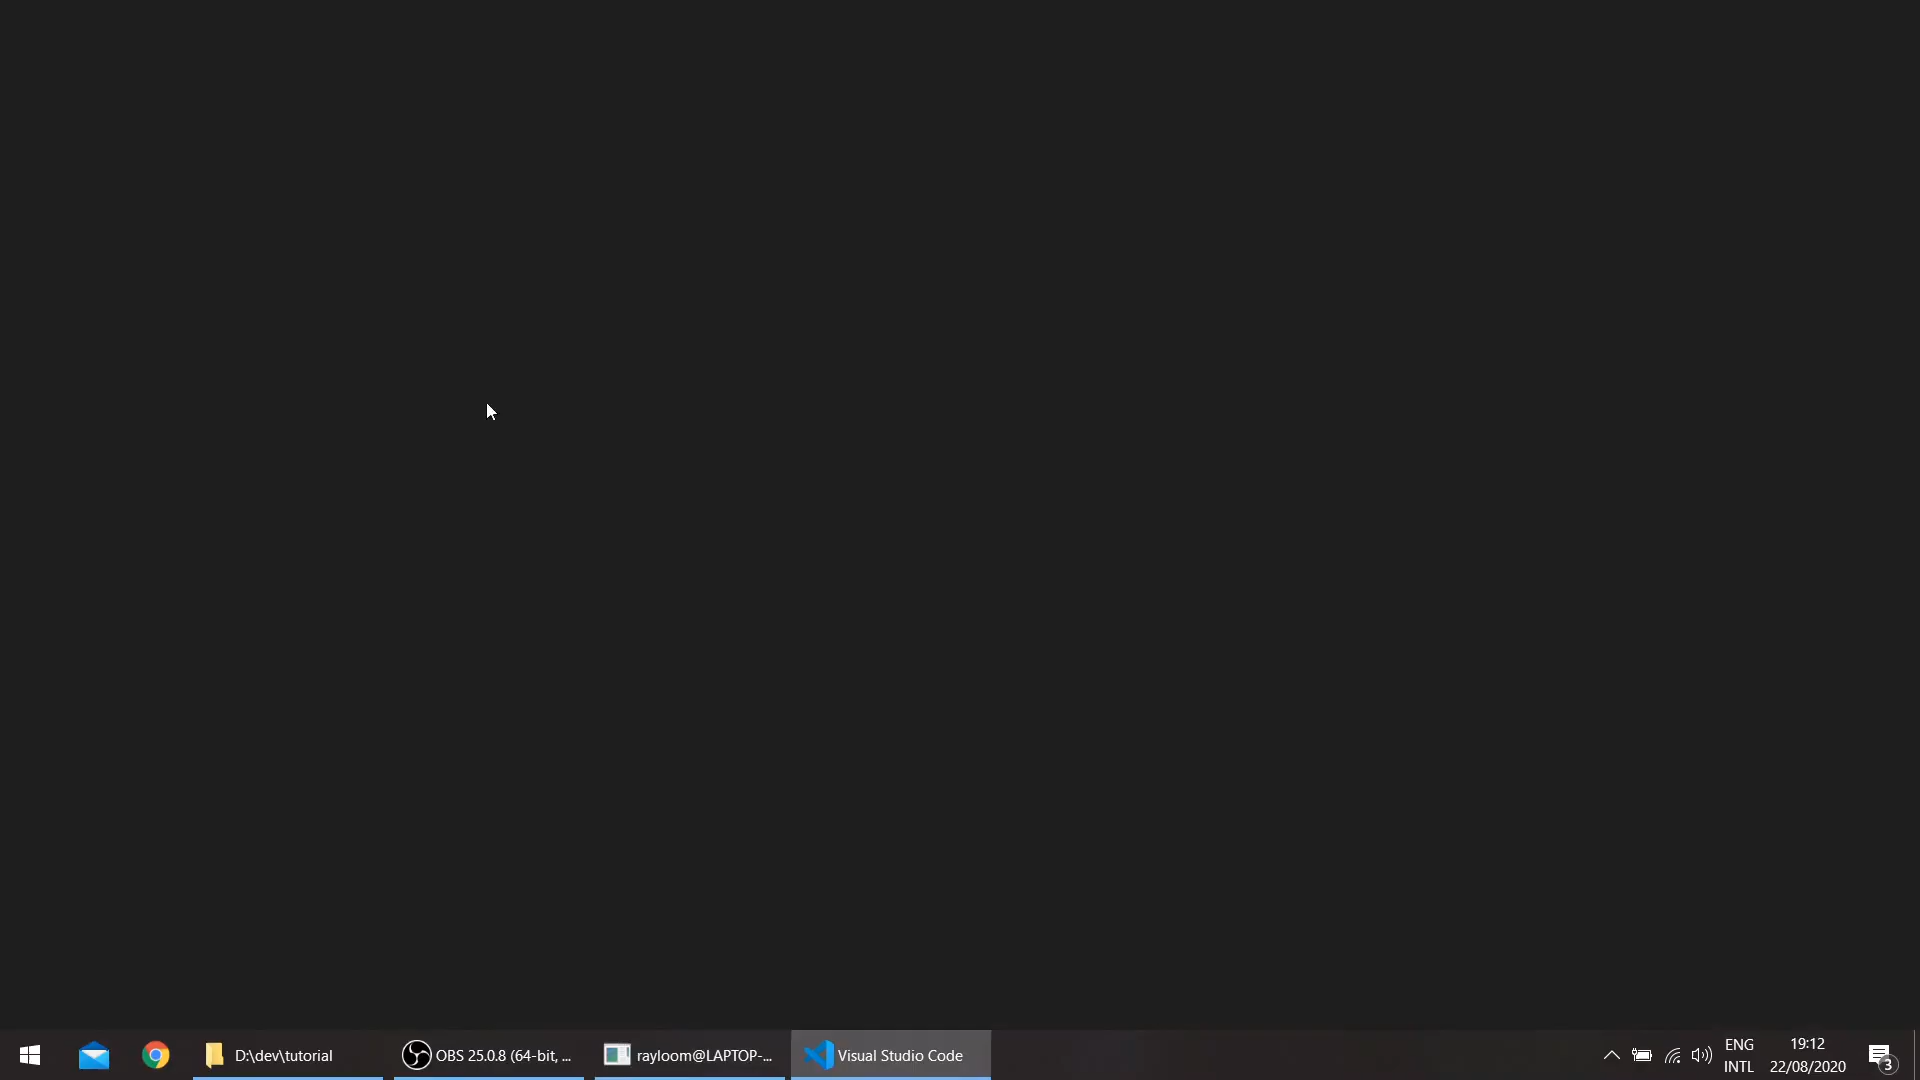 D:\dev\tutorial
OBS 25.0.8 (64-bit, ...
rayloom@LAPTOP-...
Visual Studio Code
ENG
INTL
19:12
22/08/2020
3